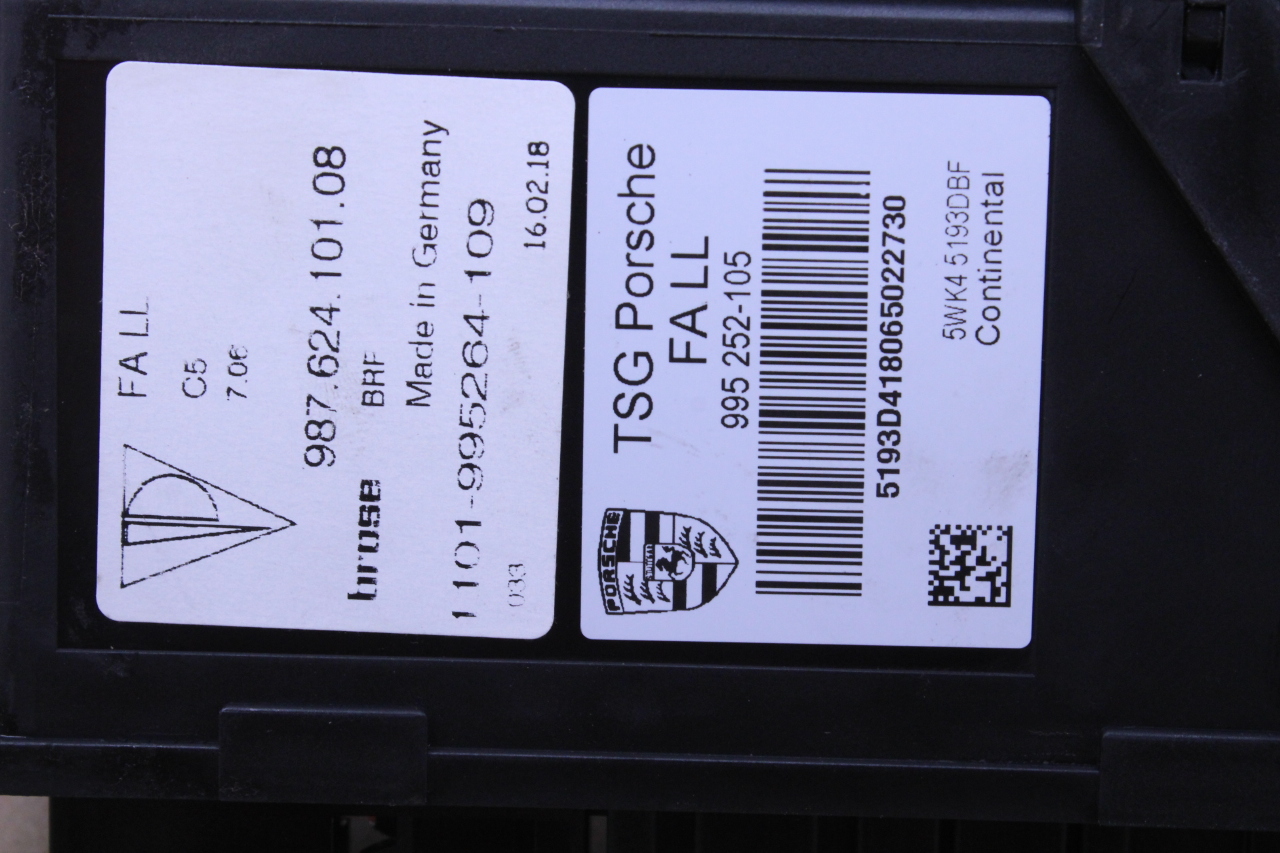 FA LL
C5
7.06
987.624.101.08
brose BRF
Made in Germany
1101-995264-109
033 16.02.18
PORSCHE
TSG Porsche
FA LL
995 252-105
5193D418065022730
5WK4 5193DBF
Continental